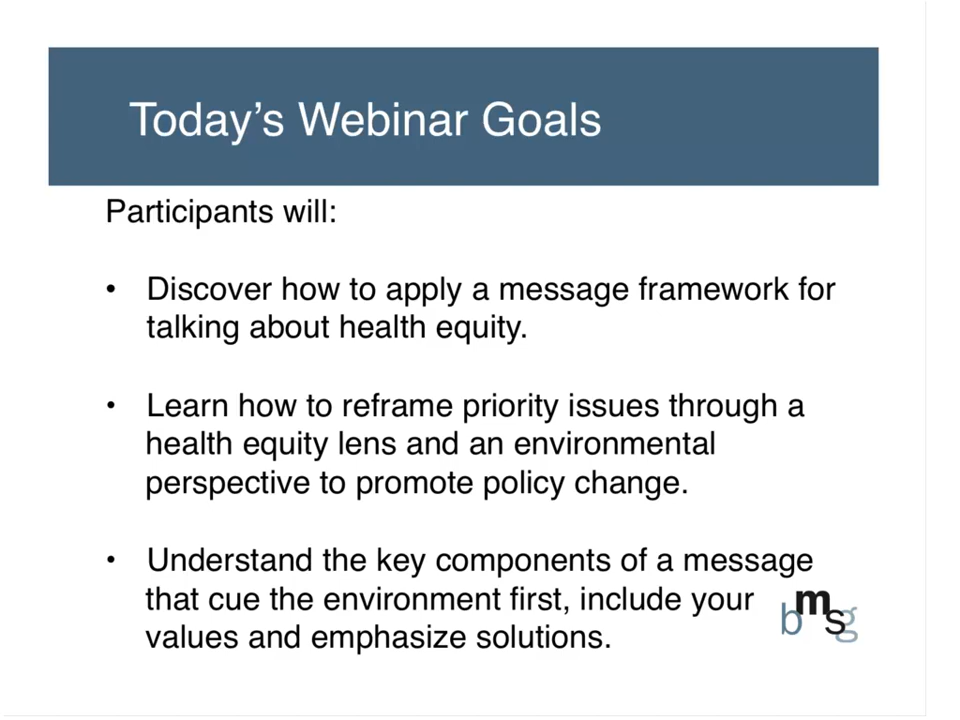 Today's Webinar Goals
Participants will:
• Discover how to apply a message framework for
talking about health equity.
• Learn how to reframe priority issues through a
health equity lens and an environmental
perspective to promote policy change.
• Understand the key components of a message
that cue the environment first, include your
values and emphasize solutions.
bmsg